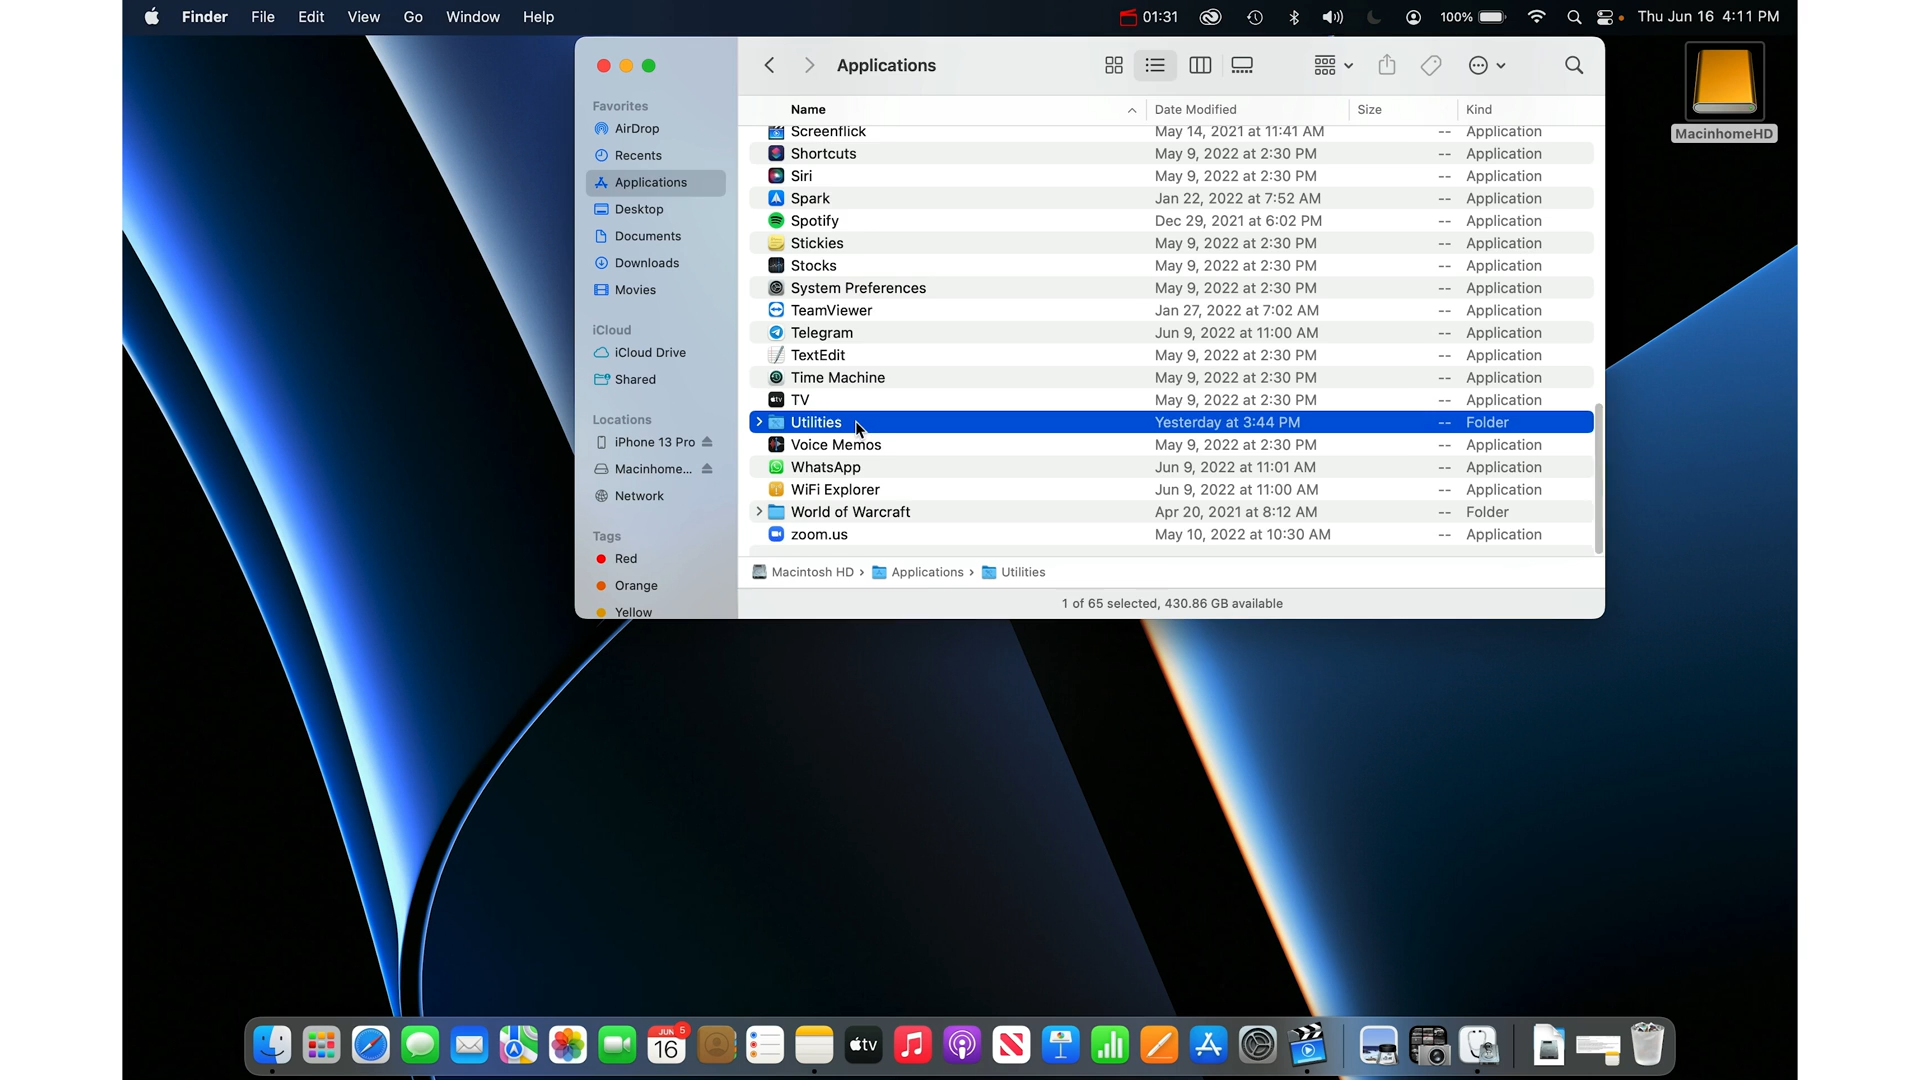 Finder File Edit View Go Window Help 01:31 100% Thu Jun 16 4:11 PM
Applications
MacinhomeHD
Favorites
AirDrop
Recents
Applications
Desktop
Documents
Downloads
Movies
iCloud
iCloud Drive
Shared
Locations
iPhone 13 Pro
Macinhome...
Network
Tags
Red
Orange
Yellow
Name Date Modified Size Kind
Screenflick May 14, 2021 at 11:41 AM -- Application
Shortcuts May 9, 2022 at 2:30 PM -- Application
Siri May 9, 2022 at 2:30 PM -- Application
Spark Jan 22, 2022 at 7:52 AM -- Application
Spotify Dec 29, 2021 at 6:02 PM -- Application
Stickies May 9, 2022 at 2:30 PM -- Application
Stocks May 9, 2022 at 2:30 PM -- Application
System Preferences May 9, 2022 at 2:30 PM -- Application
TeamViewer Jan 27, 2022 at 7:02 AM -- Application
Telegram Jun 9, 2022 at 11:00 AM -- Application
TextEdit May 9, 2022 at 2:30 PM -- Application
Time Machine May 9, 2022 at 2:30 PM -- Application
TV May 9, 2022 at 2:30 PM -- Application
Utilities Yesterday at 3:44 PM -- Folder
Voice Memos May 9, 2022 at 2:30 PM -- Application
WhatsApp Jun 9, 2022 at 11:01 AM -- Application
WiFi Explorer Jun 9, 2022 at 11:00 AM -- Application
World of Warcraft Apr 20, 2021 at 8:12 AM -- Folder
zoom.us May 10, 2022 at 10:30 AM -- Application
Macintosh HD › Applications › Utilities
1 of 65 selected, 430.86 GB available
JUN 5
16
tv